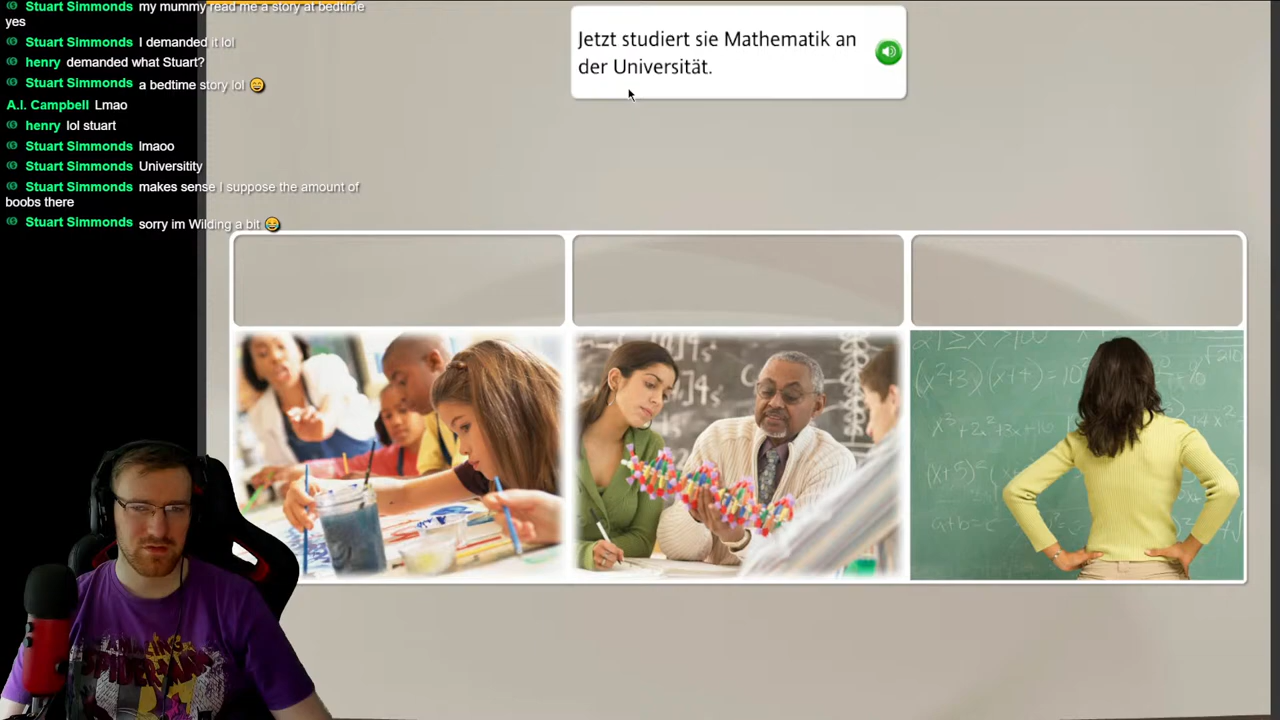 Stuart Simmonds my mummy read me a story at bedtime
yes
Stuart Simmonds I demanded it lol
henry demanded what Stuart?
Stuart Simmonds a bedtime story lol 😄
A.I. Campbell Lmao
henry lol stuart
Stuart Simmonds lmaoo
Stuart Simmonds Universitity
Stuart Simmonds makes sense I suppose the amount of
boobs there
Stuart Simmonds sorry im Wilding a bit 😂
Jetzt studiert sie Mathematik an
der Universität.